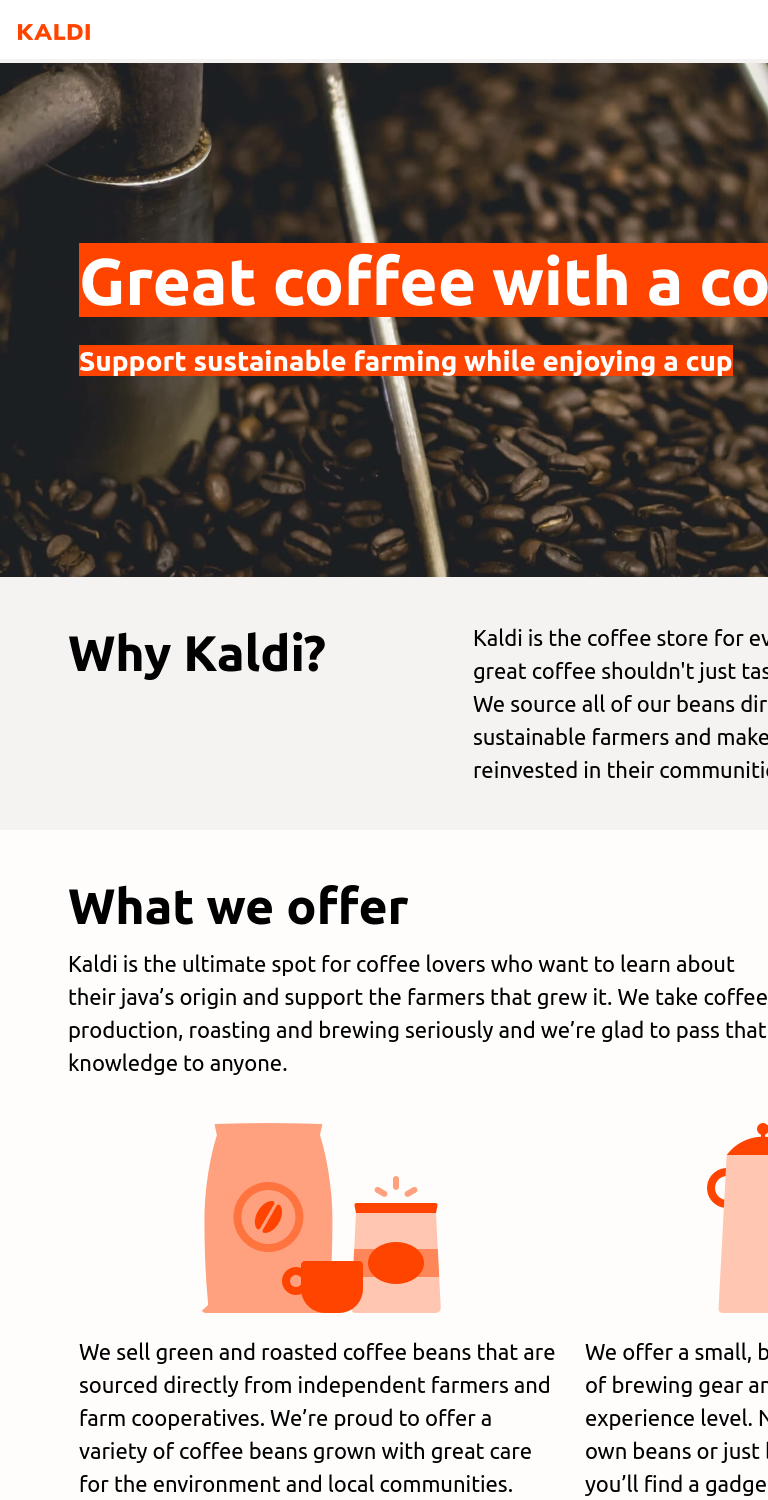 KALDI
Great coffee with a co
Support sustainable farming while enjoying a cup
Why Kaldi?
Kaldi is the coffee store for ev
great coffee shouldn't just tas
We source all of our beans dir
sustainable farmers and make
reinvested in their communitie
What we offer
Kaldi is the ultimate spot for coffee lovers who want to learn about
their java’s origin and support the farmers that grew it. We take coffee
production, roasting and brewing seriously and we’re glad to pass that
knowledge to anyone.
We sell green and roasted coffee beans that are
sourced directly from independent farmers and
farm cooperatives. We’re proud to offer a
variety of coffee beans grown with great care
for the environment and local communities.
We offer a small, b
of brewing gear an
experience level. N
own beans or just b
you’ll find a gadge